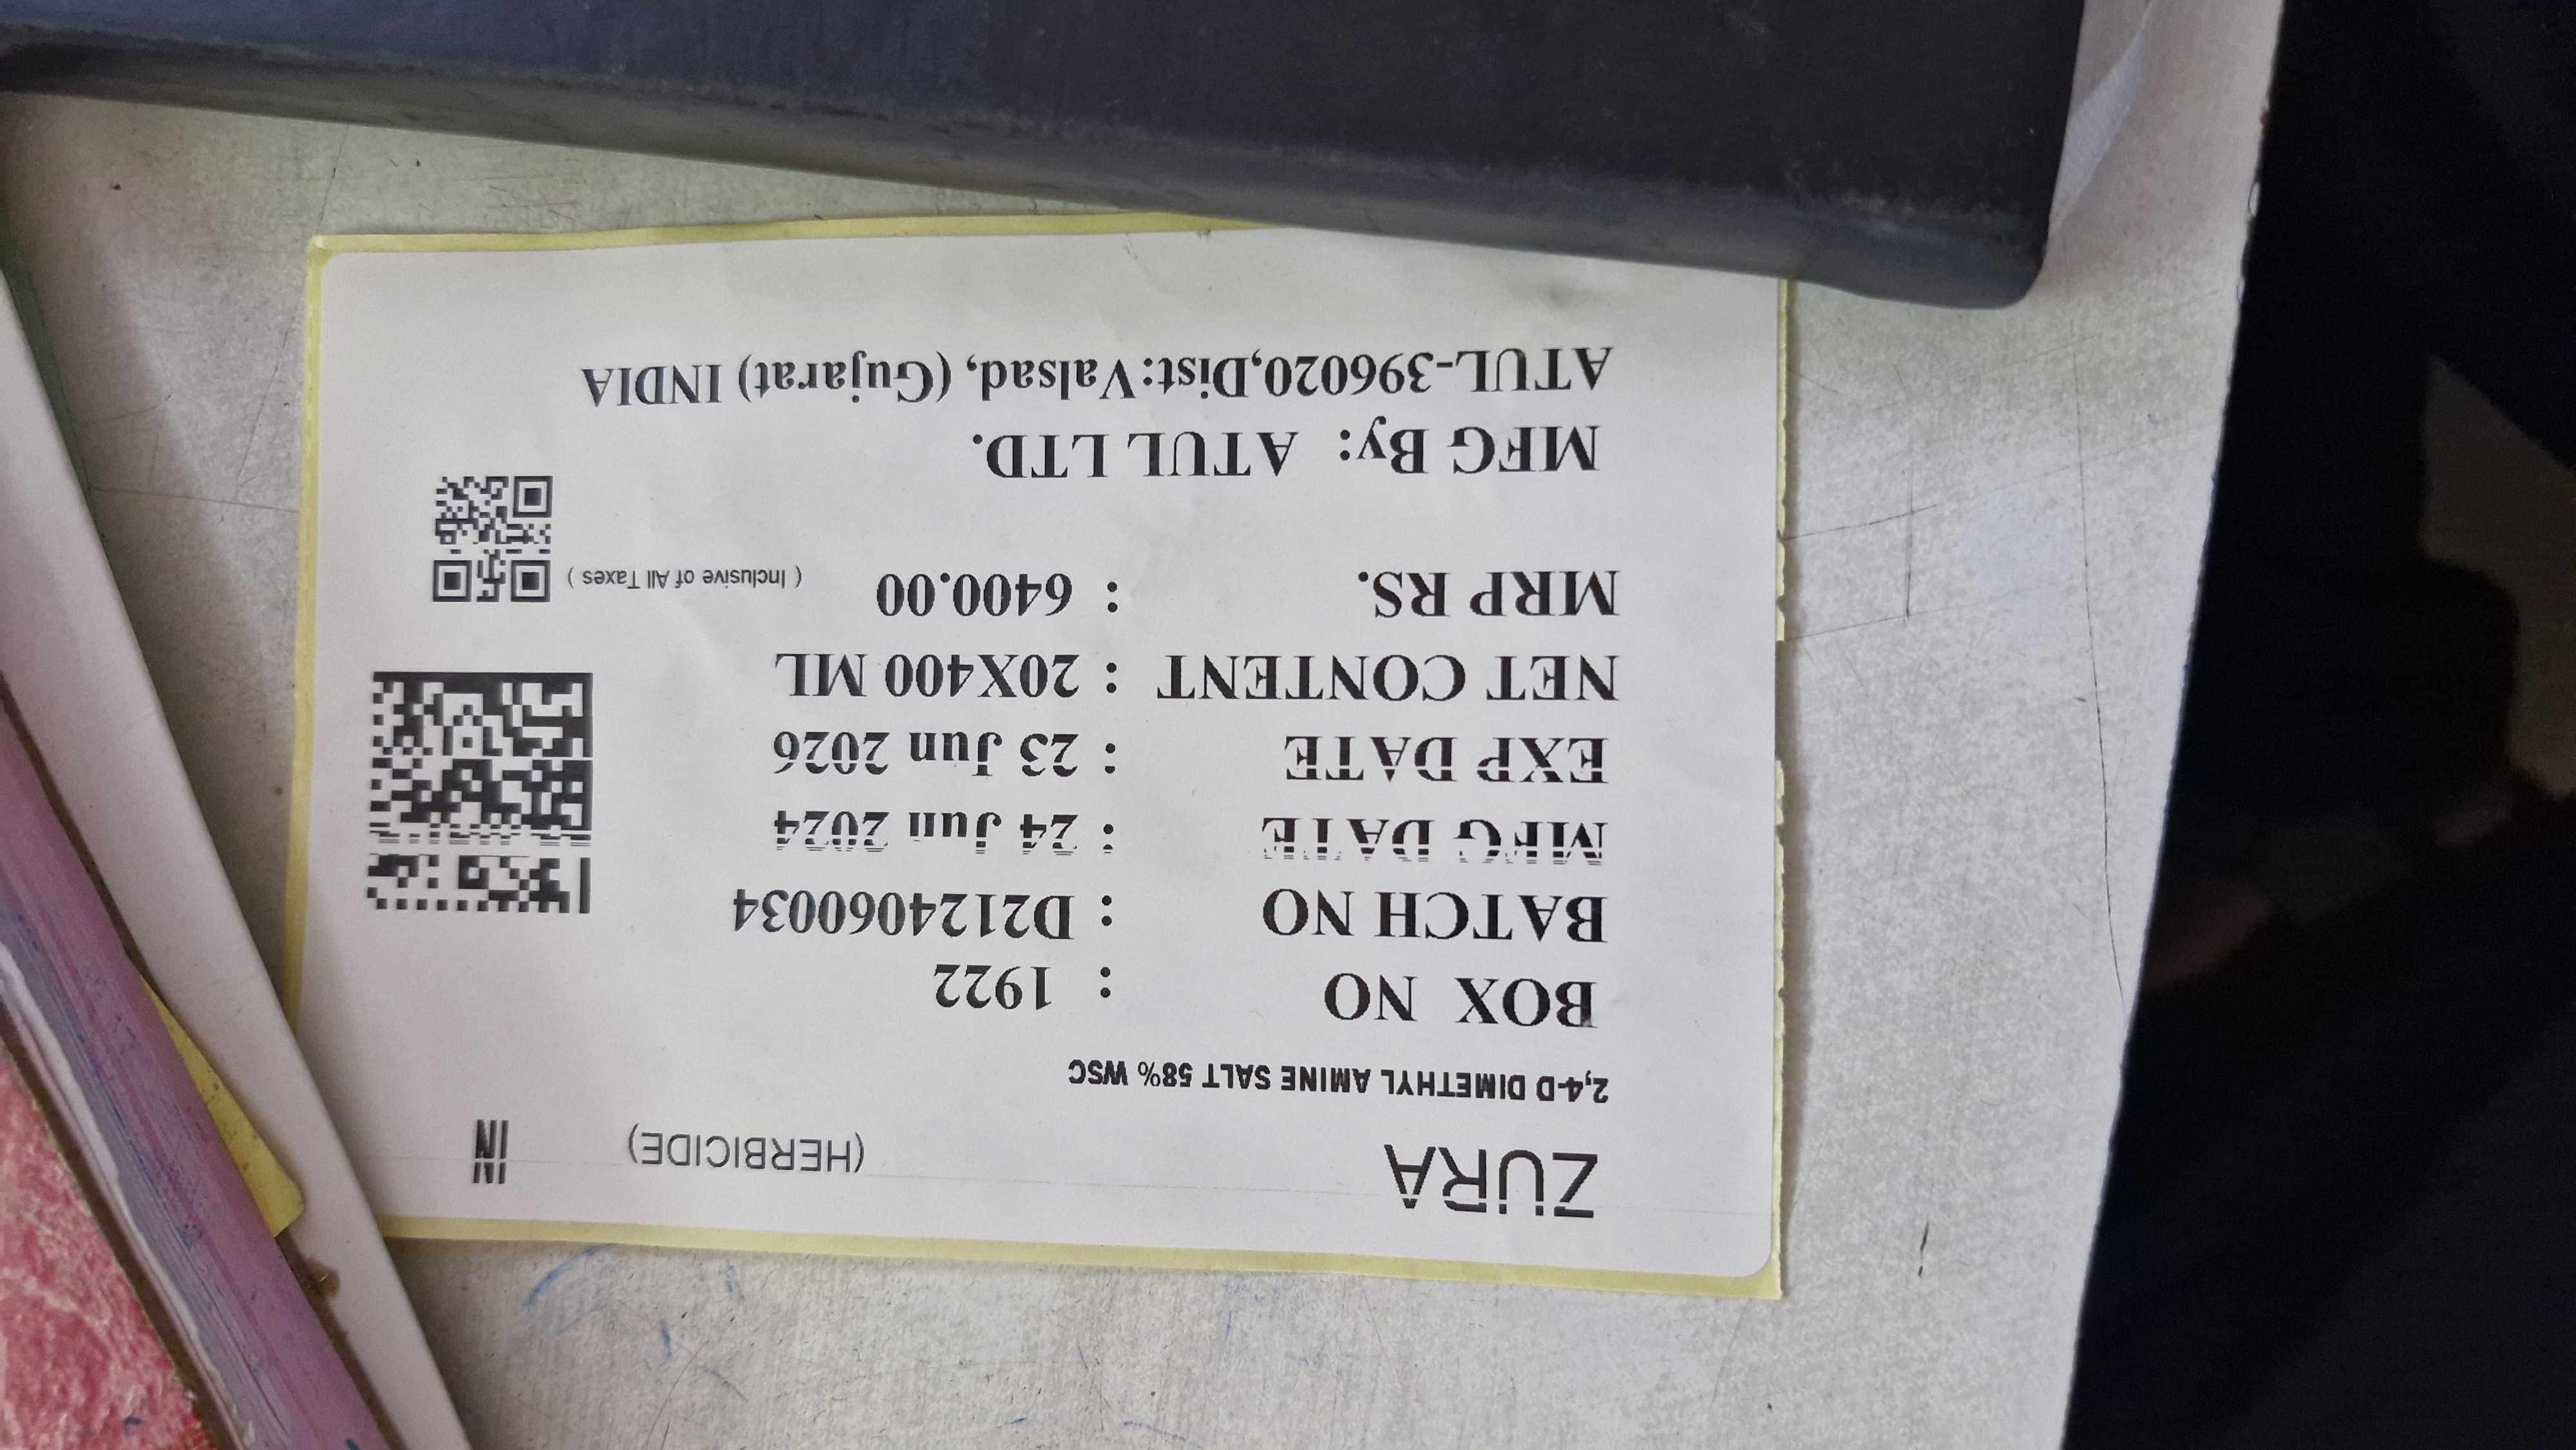 ZURA (HERBICIDE) IN
2,4-D DIMETHYL AMINE SALT 58% WSC
BOX NO : 1922
BATCH NO : D2124060034
MFG DATE : 24 Jun 2024
EXP DATE : 23 Jun 2026
NET CONTENT : 20X400 ML
MRP RS. : 6400.00 ( Inclusive of All Taxes )
MFG By: ATUL LTD.
ATUL-396020,Dist:Valsad, (Gujarat) INDIA